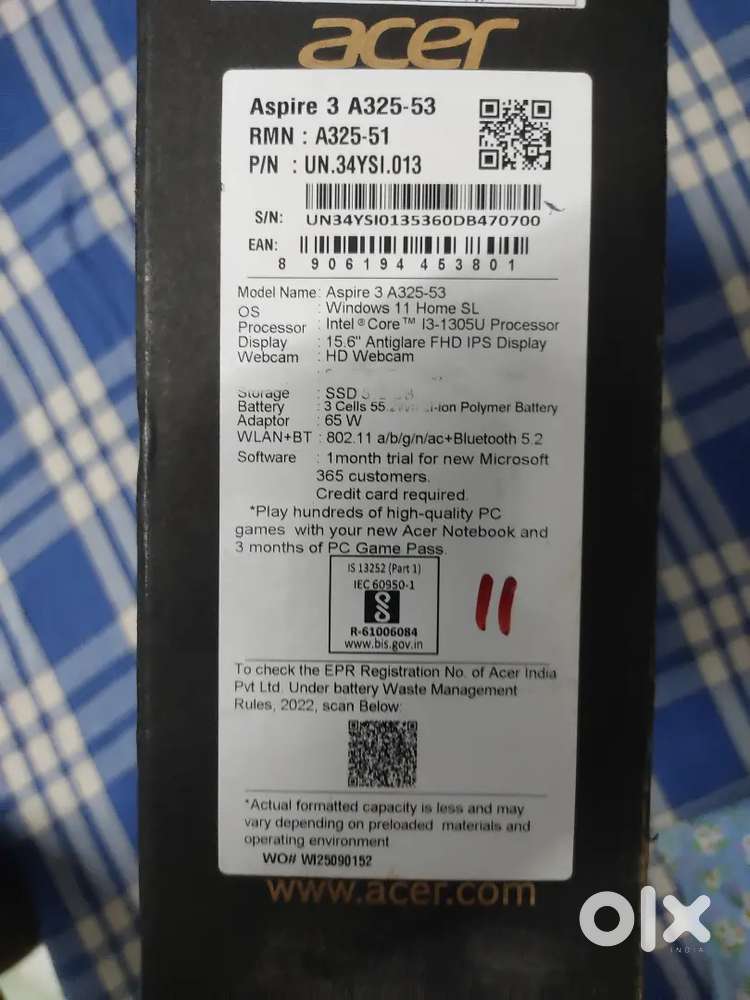 acer
Aspire 3 A325-53
RMN : A325-51
P/N : UN.34YSI.013
S/N: UN34YSI0135360DB470700
EAN: 8 906194 453801
Model Name : Aspire 3 A325-53
OS : Windows 11 Home SL
Processor : Intel® Core™ I3-1305U Processor
Display : 15.6" Antiglare FHD IPS Display
Webcam : HD Webcam
Storage : SSD
Battery : 3 Cells Polymer Battery
Adaptor : 65 W
WLAN+BT : 802.11 a/b/g/n/ac+Bluetooth 5.2
Software : 1month trial for new Microsoft
365 customers.
Credit card required.
*Play hundreds of high-quality PC
games with your new Acer Notebook and
3 months of PC Game Pass.
IS 13252 (Part 1)
IEC 60950-1
R-61006084
www.bis.gov.in
11
To check the EPR Registration No. of Acer India
Pvt Ltd. Under battery Waste Management
Rules, 2022, scan Below:
*Actual formatted capacity is less and may
vary depending on preloaded materials and
operating environment
WO# WI25090152
www.acer.com
olx
INDIA